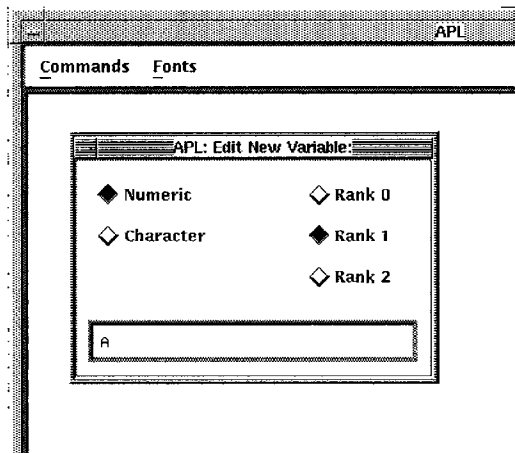 APL
Commands Fonts
APL: Edit New Variable:
Numeric Rank 0
Character Rank 1
Rank 2
A